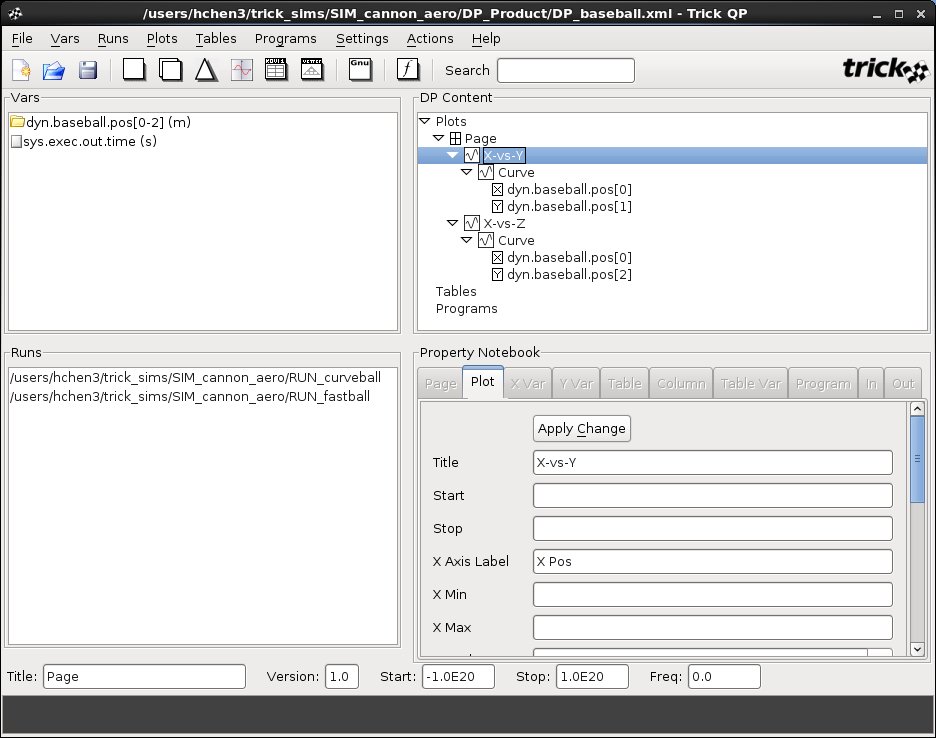 /users/hchen3/trick_sims/SIM_cannon_aero/DP_Product/DP_baseball.xml - Trick QP
File Vars Runs Plots Tables Programs Settings Actions Help
Gnu f Search trick
Vars
dyn.baseball.pos[0-2] (m)
sys.exec.out.time (s)
DP Content
Plots
Page
X-vs-Y
Curve
X dyn.baseball.pos[0]
Y dyn.baseball.pos[1]
X-vs-Z
Curve
X dyn.baseball.pos[0]
Y dyn.baseball.pos[2]
Tables
Programs
Runs
/users/hchen3/trick_sims/SIM_cannon_aero/RUN_curveball
/users/hchen3/trick_sims/SIM_cannon_aero/RUN_fastball
Property Notebook
Page Plot X Var Y Var Table Column Table Var Program In Out
Apply Change
Title X-vs-Y
Start
Stop
X Axis Label X Pos
X Min
X Max
Title: Page Version: 1.0 Start: -1.0E20 Stop: 1.0E20 Freq: 0.0